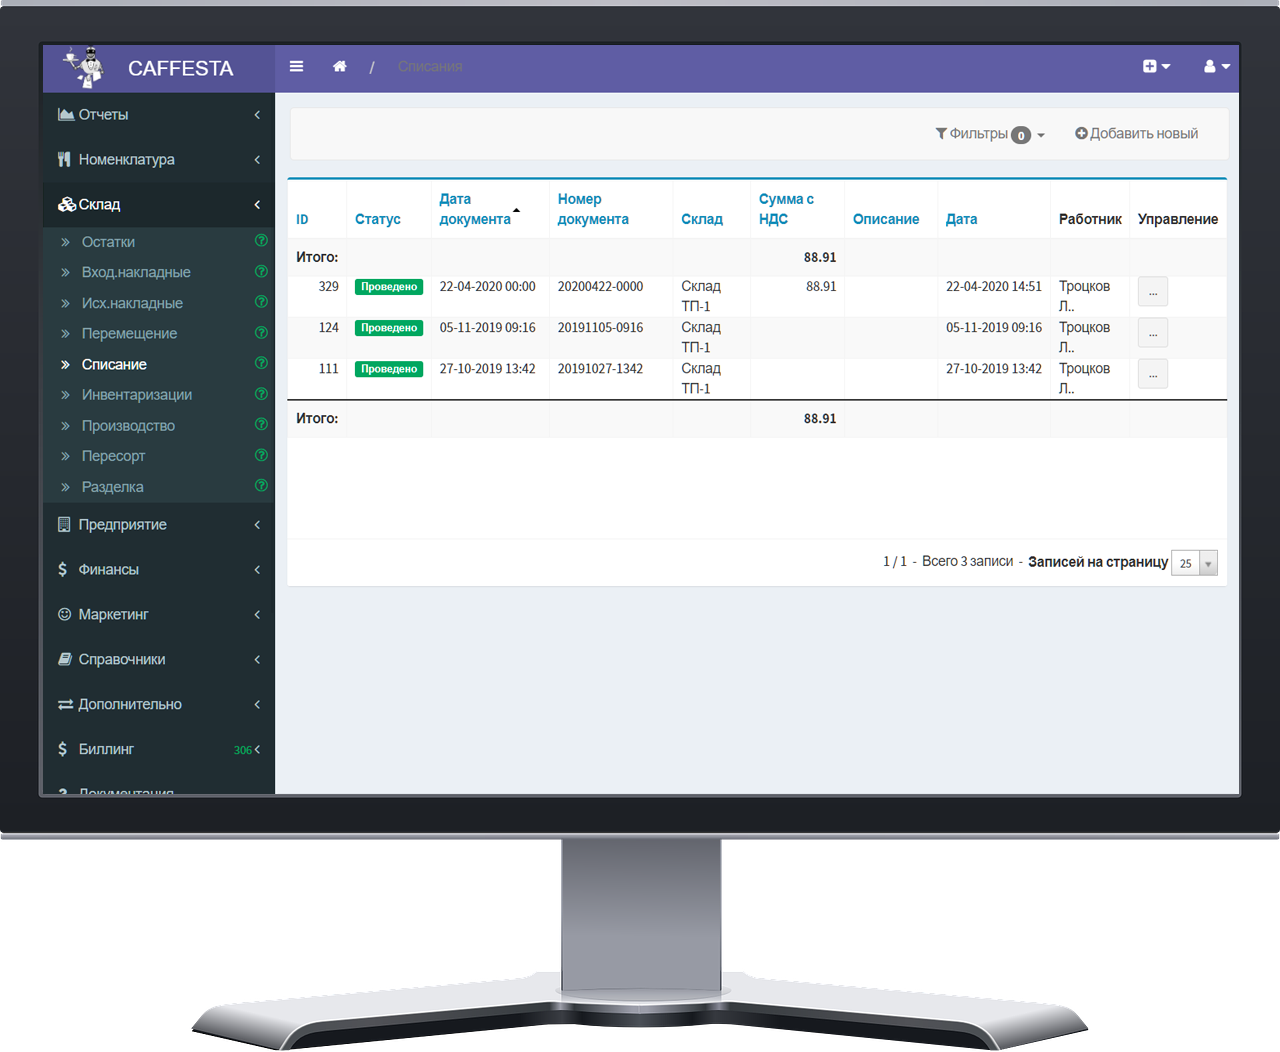 CAFFESTA
/ Списания
Отчеты
Номенклатура
Склад
Остатки
Вход.накладные
Исх.накладные
Перемещение
Списание
Инвентаризации
Производство
Пересорт
Разделка
Предприятие
Финансы
Маркетинг
Справочники
Дополнительно
Биллинг 306
Документация
Фильтры 0
Добавить новый
ID Статус Дата документа Номер документа Склад Сумма с НДС Описание Дата Работник Управление
Итого: 88.91
329 Проведено 22-04-2020 00:00 20200422-0000 Склад ТП-1 88.91 22-04-2020 14:51 Троцков Л.. ...
124 Проведено 05-11-2019 09:16 20191105-0916 Склад ТП-1 05-11-2019 09:16 Троцков Л.. ...
111 Проведено 27-10-2019 13:42 20191027-1342 Склад ТП-1 27-10-2019 13:42 Троцков Л.. ...
Итого: 88.91
1 / 1 - Всего 3 записи - Записей на страницу 25